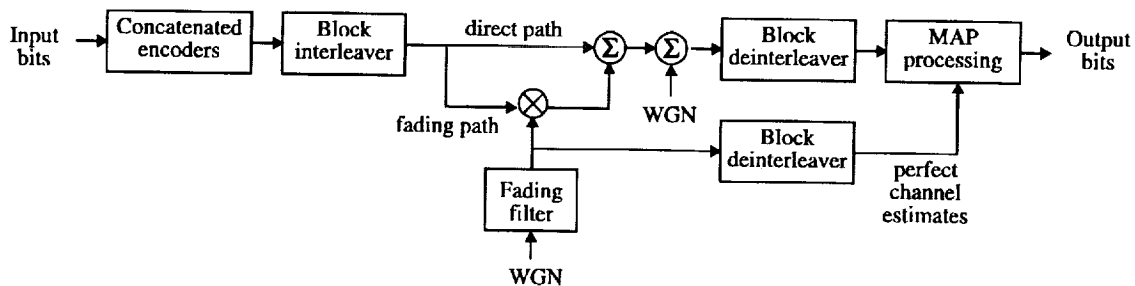 Input
bits
Concatenated
encoders
Block
interleaver
direct path
fading path
Σ
Σ
WGN
Block
deinterleaver
MAP
processing
Output
bits
Block
deinterleaver
perfect
channel
estimates
Fading
filter
WGN